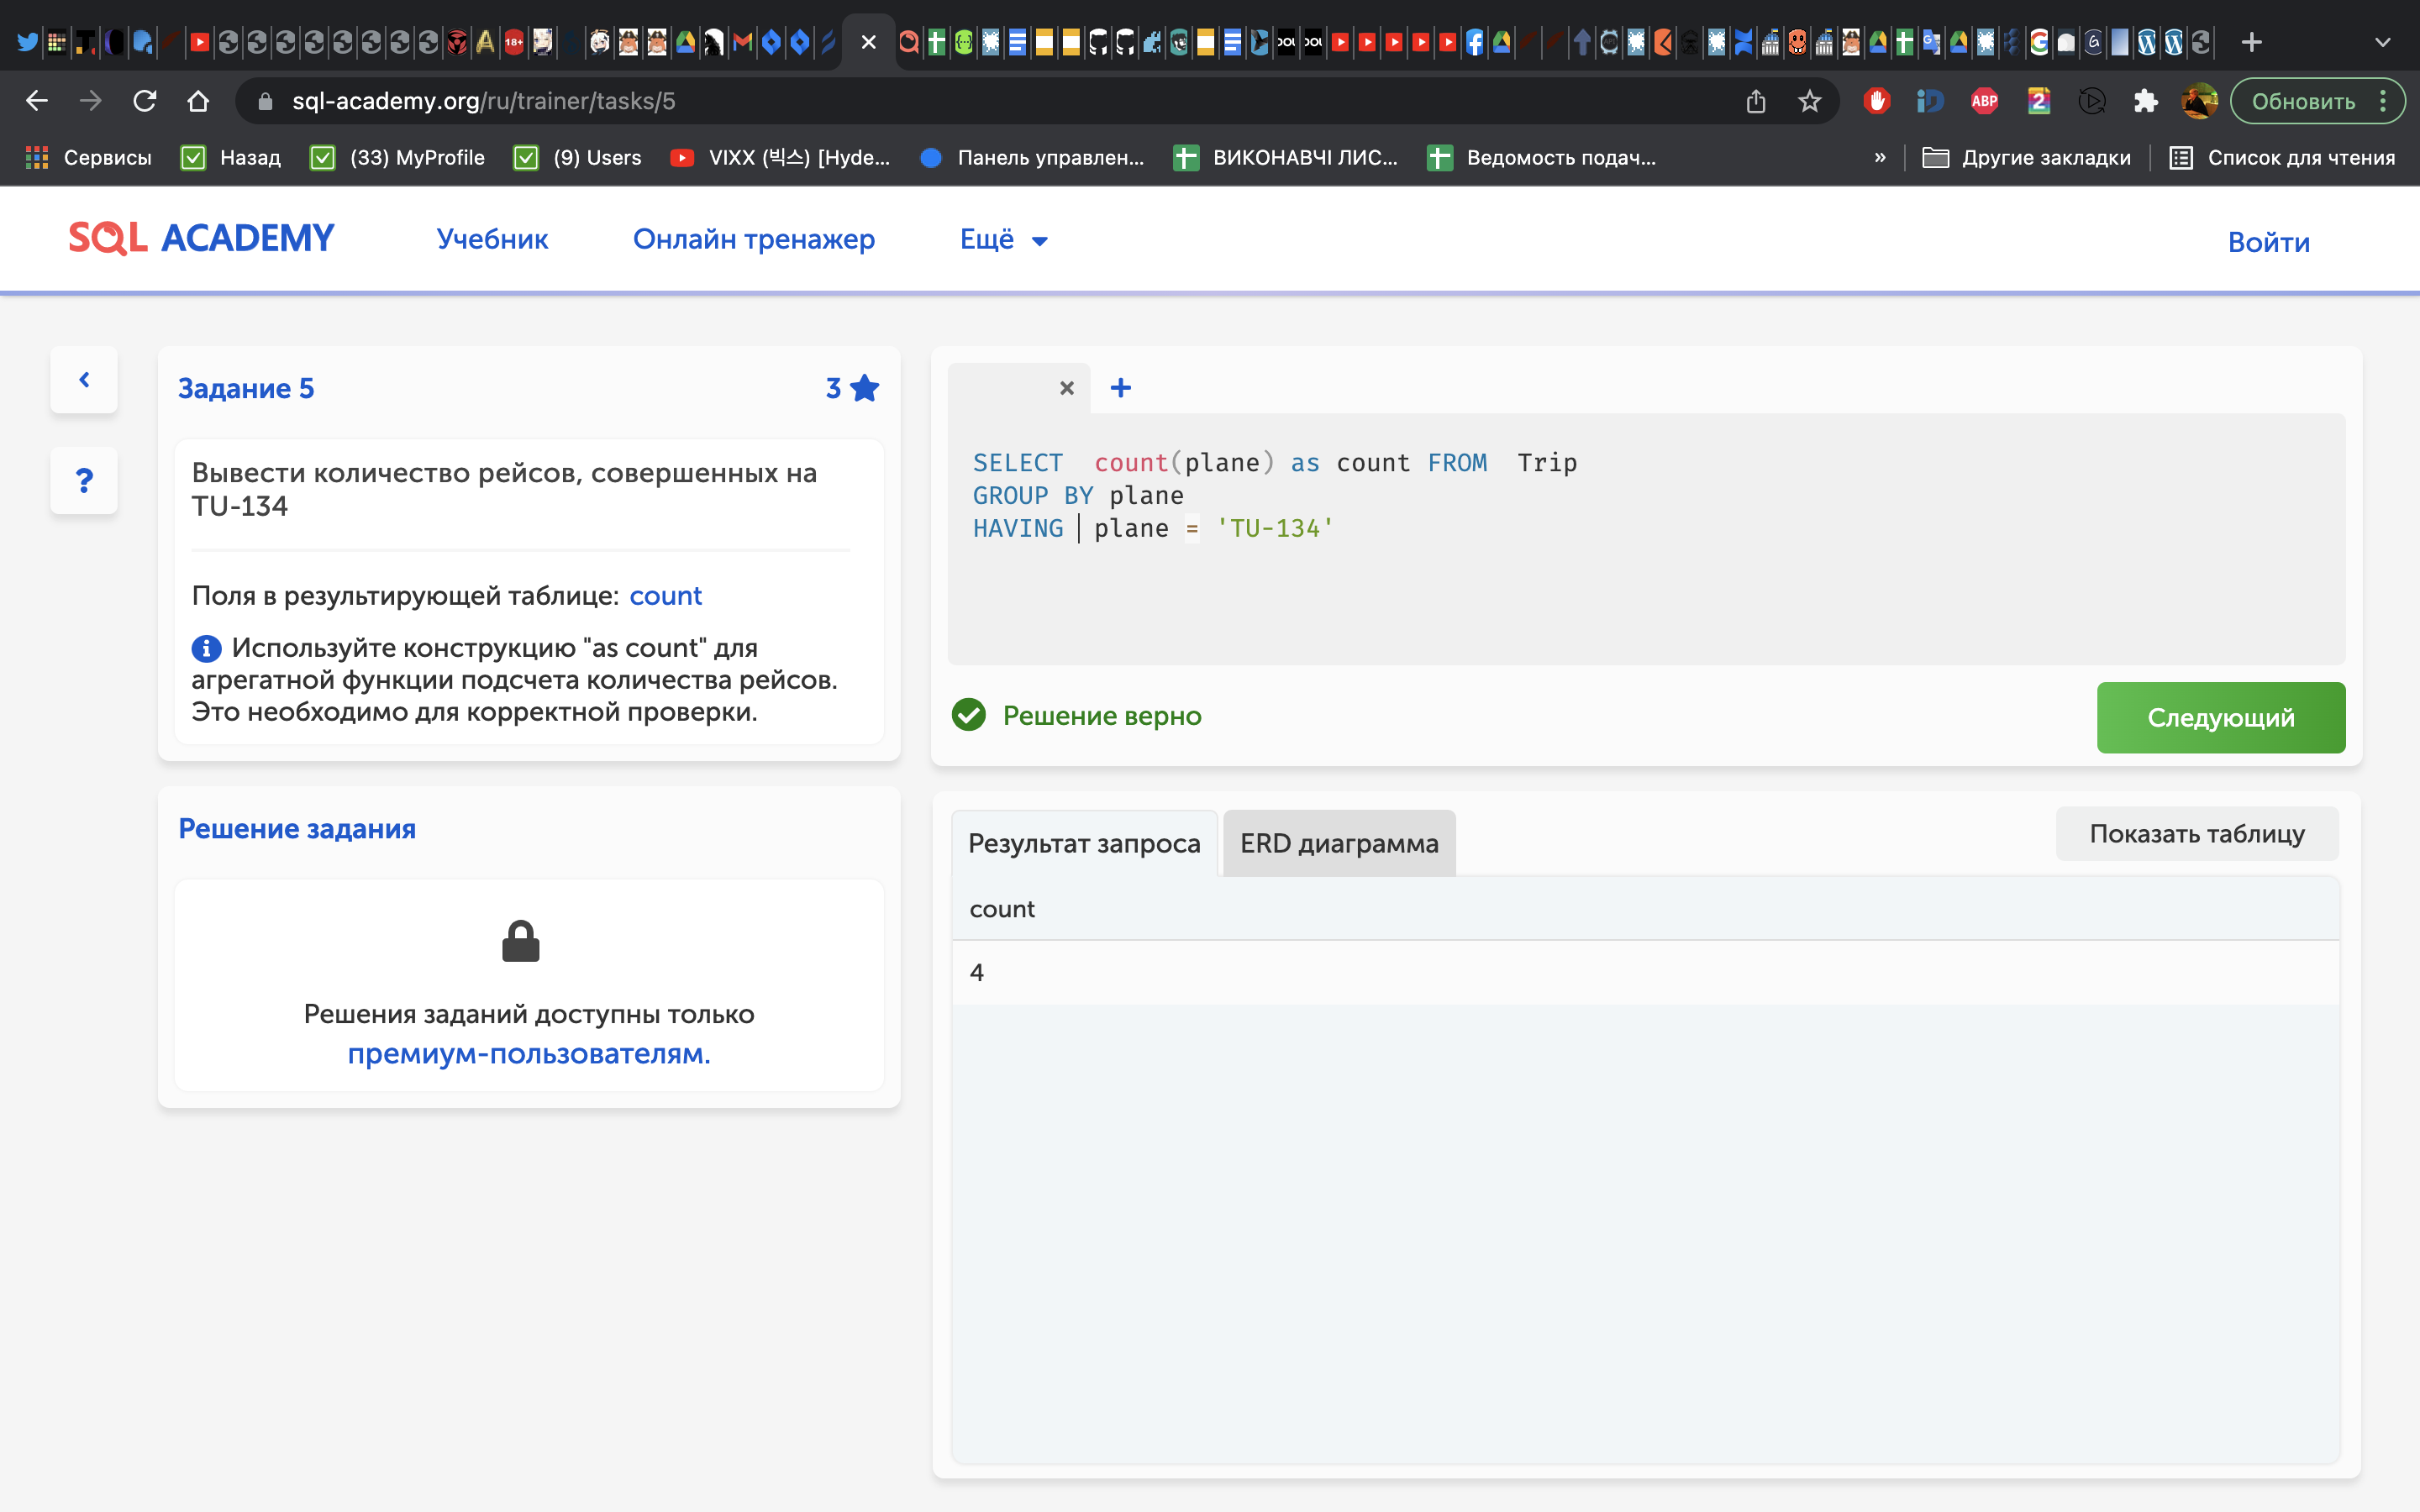 18+
sql-academy.org/ru/trainer/tasks/5
ABP
2
Обновить
Сервисы
Назад
(33) MyProfile
(9) Users
VIXX (빅스) [Hyde...
Панель управлен...
ВИКОНАВЧІ ЛИС...
Ведомость подач...
»
Другие закладки
Список для чтения
SQL ACADEMY
Учебник
Онлайн тренажер
Ещё
Войти
Задание 5
3
?
Вывести количество рейсов, совершенных на
TU-134
Поля в результирующей таблице: count
Используйте конструкцию "as count" для
агрегатной функции подсчета количества рейсов.
Это необходимо для корректной проверки.
Решение задания
Решения заданий доступны только
премиум-пользователям.
SELECT count(plane) as count FROM Trip
GROUP BY plane
HAVING plane = 'TU-134'
Решение верно
Следующий
Результат запроса
ERD диаграмма
Показать таблицу
count
4